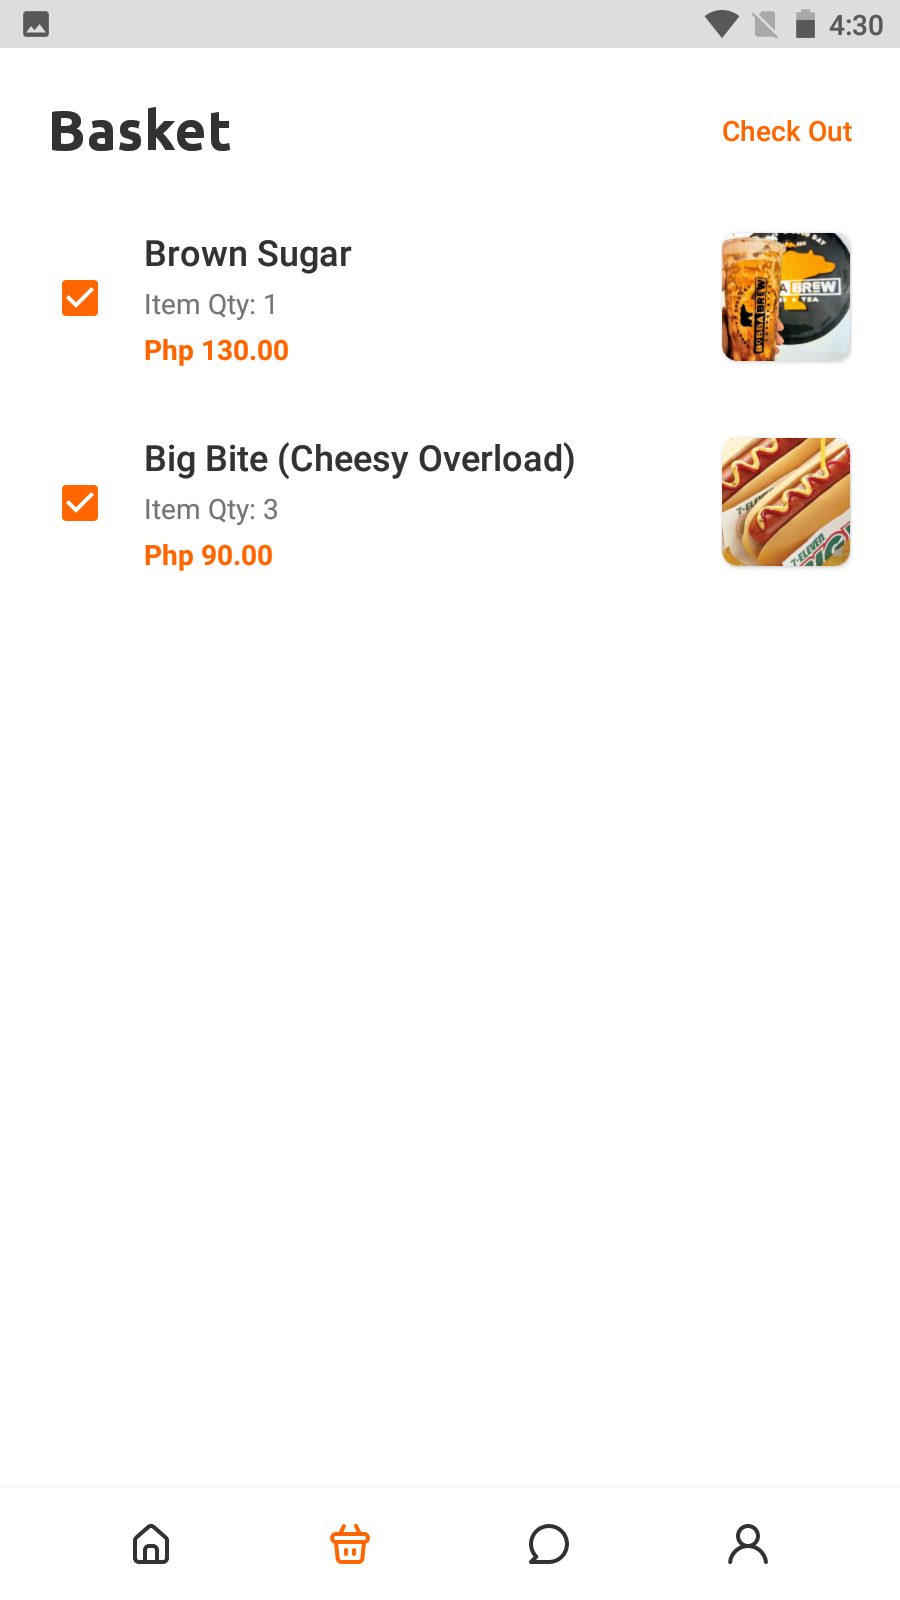 4:30
Basket
Check Out
Brown Sugar
Item Qty: 1
Php 130.00
BOBBA BREW
A BREW
TEA
Big Bite (Cheesy Overload)
Item Qty: 3
Php 90.00
7-ELEVEN